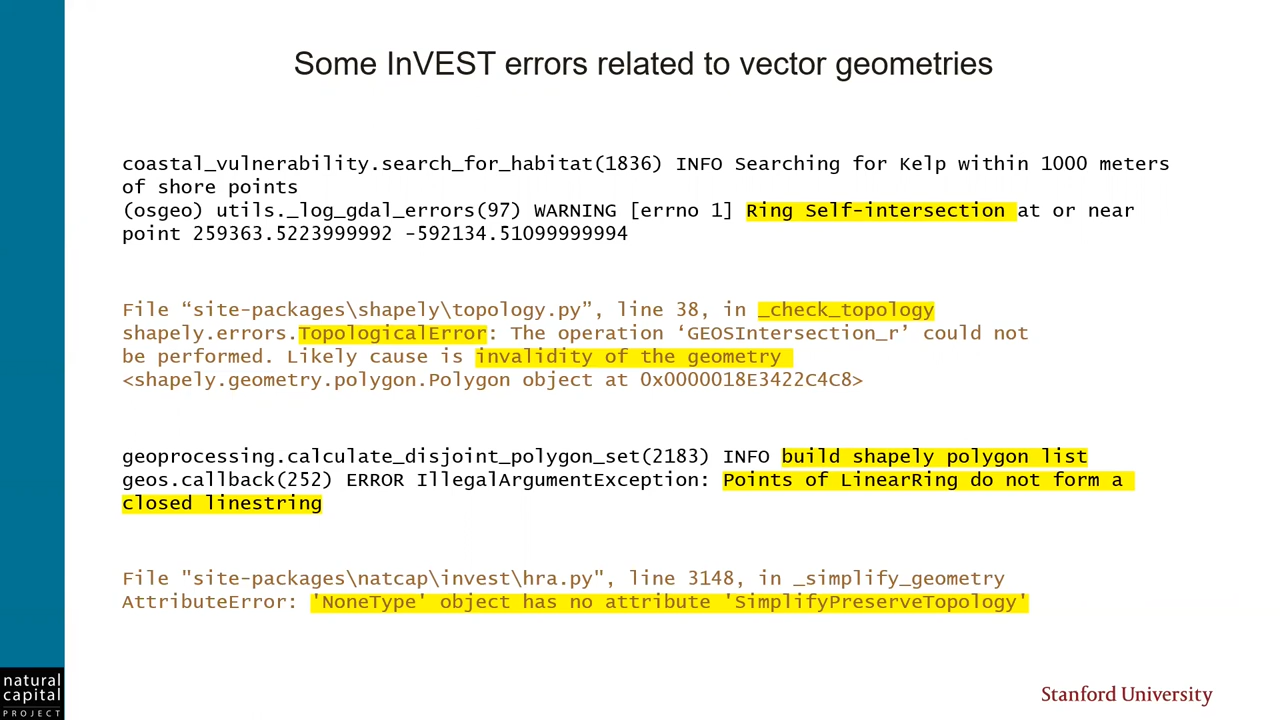 Some InVEST errors related to vector geometries
coastal_vulnerability.search_for_habitat(1836) INFO Searching for Kelp within 1000 meters
of shore points
(osgeo) utils._log_gdal_errors(97) WARNING [errno 1] Ring Self-intersection at or near
point 259363.5223999992 -592134.51099999994
File “site-packages\shapely\topology.py”, line 38, in _check_topology
shapely.errors.TopologicalError: The operation ‘GEOSIntersection_r’ could not
be performed. Likely cause is invalidity of the geometry
<shapely.geometry.polygon.Polygon object at 0x0000018E3422C4C8>
geoprocessing.calculate_disjoint_polygon_set(2183) INFO build shapely polygon list
geos.callback(252) ERROR IllegalArgumentException: Points of LinearRing do not form a
closed linestring
File "site-packages\natcap\invest\hra.py", line 3148, in _simplify_geometry
AttributeError: 'NoneType' object has no attribute 'SimplifyPreserveTopology'
natural
capital
PROJECT
Stanford University